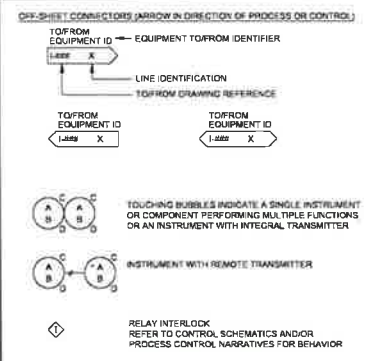 OFF-SHEET CONNECTORS (ARROW IN DIRECTION OF PROCESS OR CONTROL)
TO/FROM
EQUIPMENT ID
EQUIPMENT TO/FROM IDENTIFIER
I-### X
LINE IDENTIFICATION
TO/FROM DRAWING REFERENCE
TO/FROM
EQUIPMENT ID
I-### X
TO/FROM
EQUIPMENT ID
I-### X
C C
A A
B B
D D
TOUCHING BUBBLES INDICATE A SINGLE INSTRUMENT
OR COMPONENT PERFORMING MULTIPLE FUNCTIONS
OR AN INSTRUMENT WITH INTEGRAL TRANSMITTER
C C
A A
B B
D D
INSTRUMENT WITH REMOTE TRANSMITTER
I
RELAY INTERLOCK
REFER TO CONTROL SCHEMATICS AND/OR
PROCESS CONTROL NARRATIVES FOR BEHAVIOR